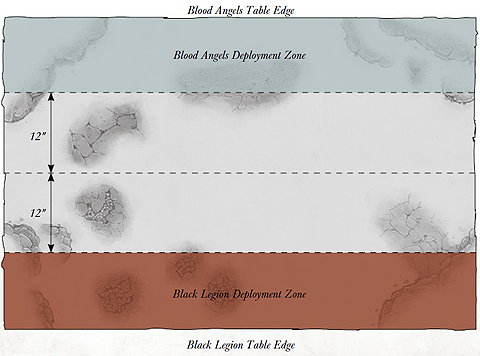 Blood Angels Table Edge
Blood Angels Deployment Zone
12"
12"
Black Legion Deployment Zone
Black Legion Table Edge